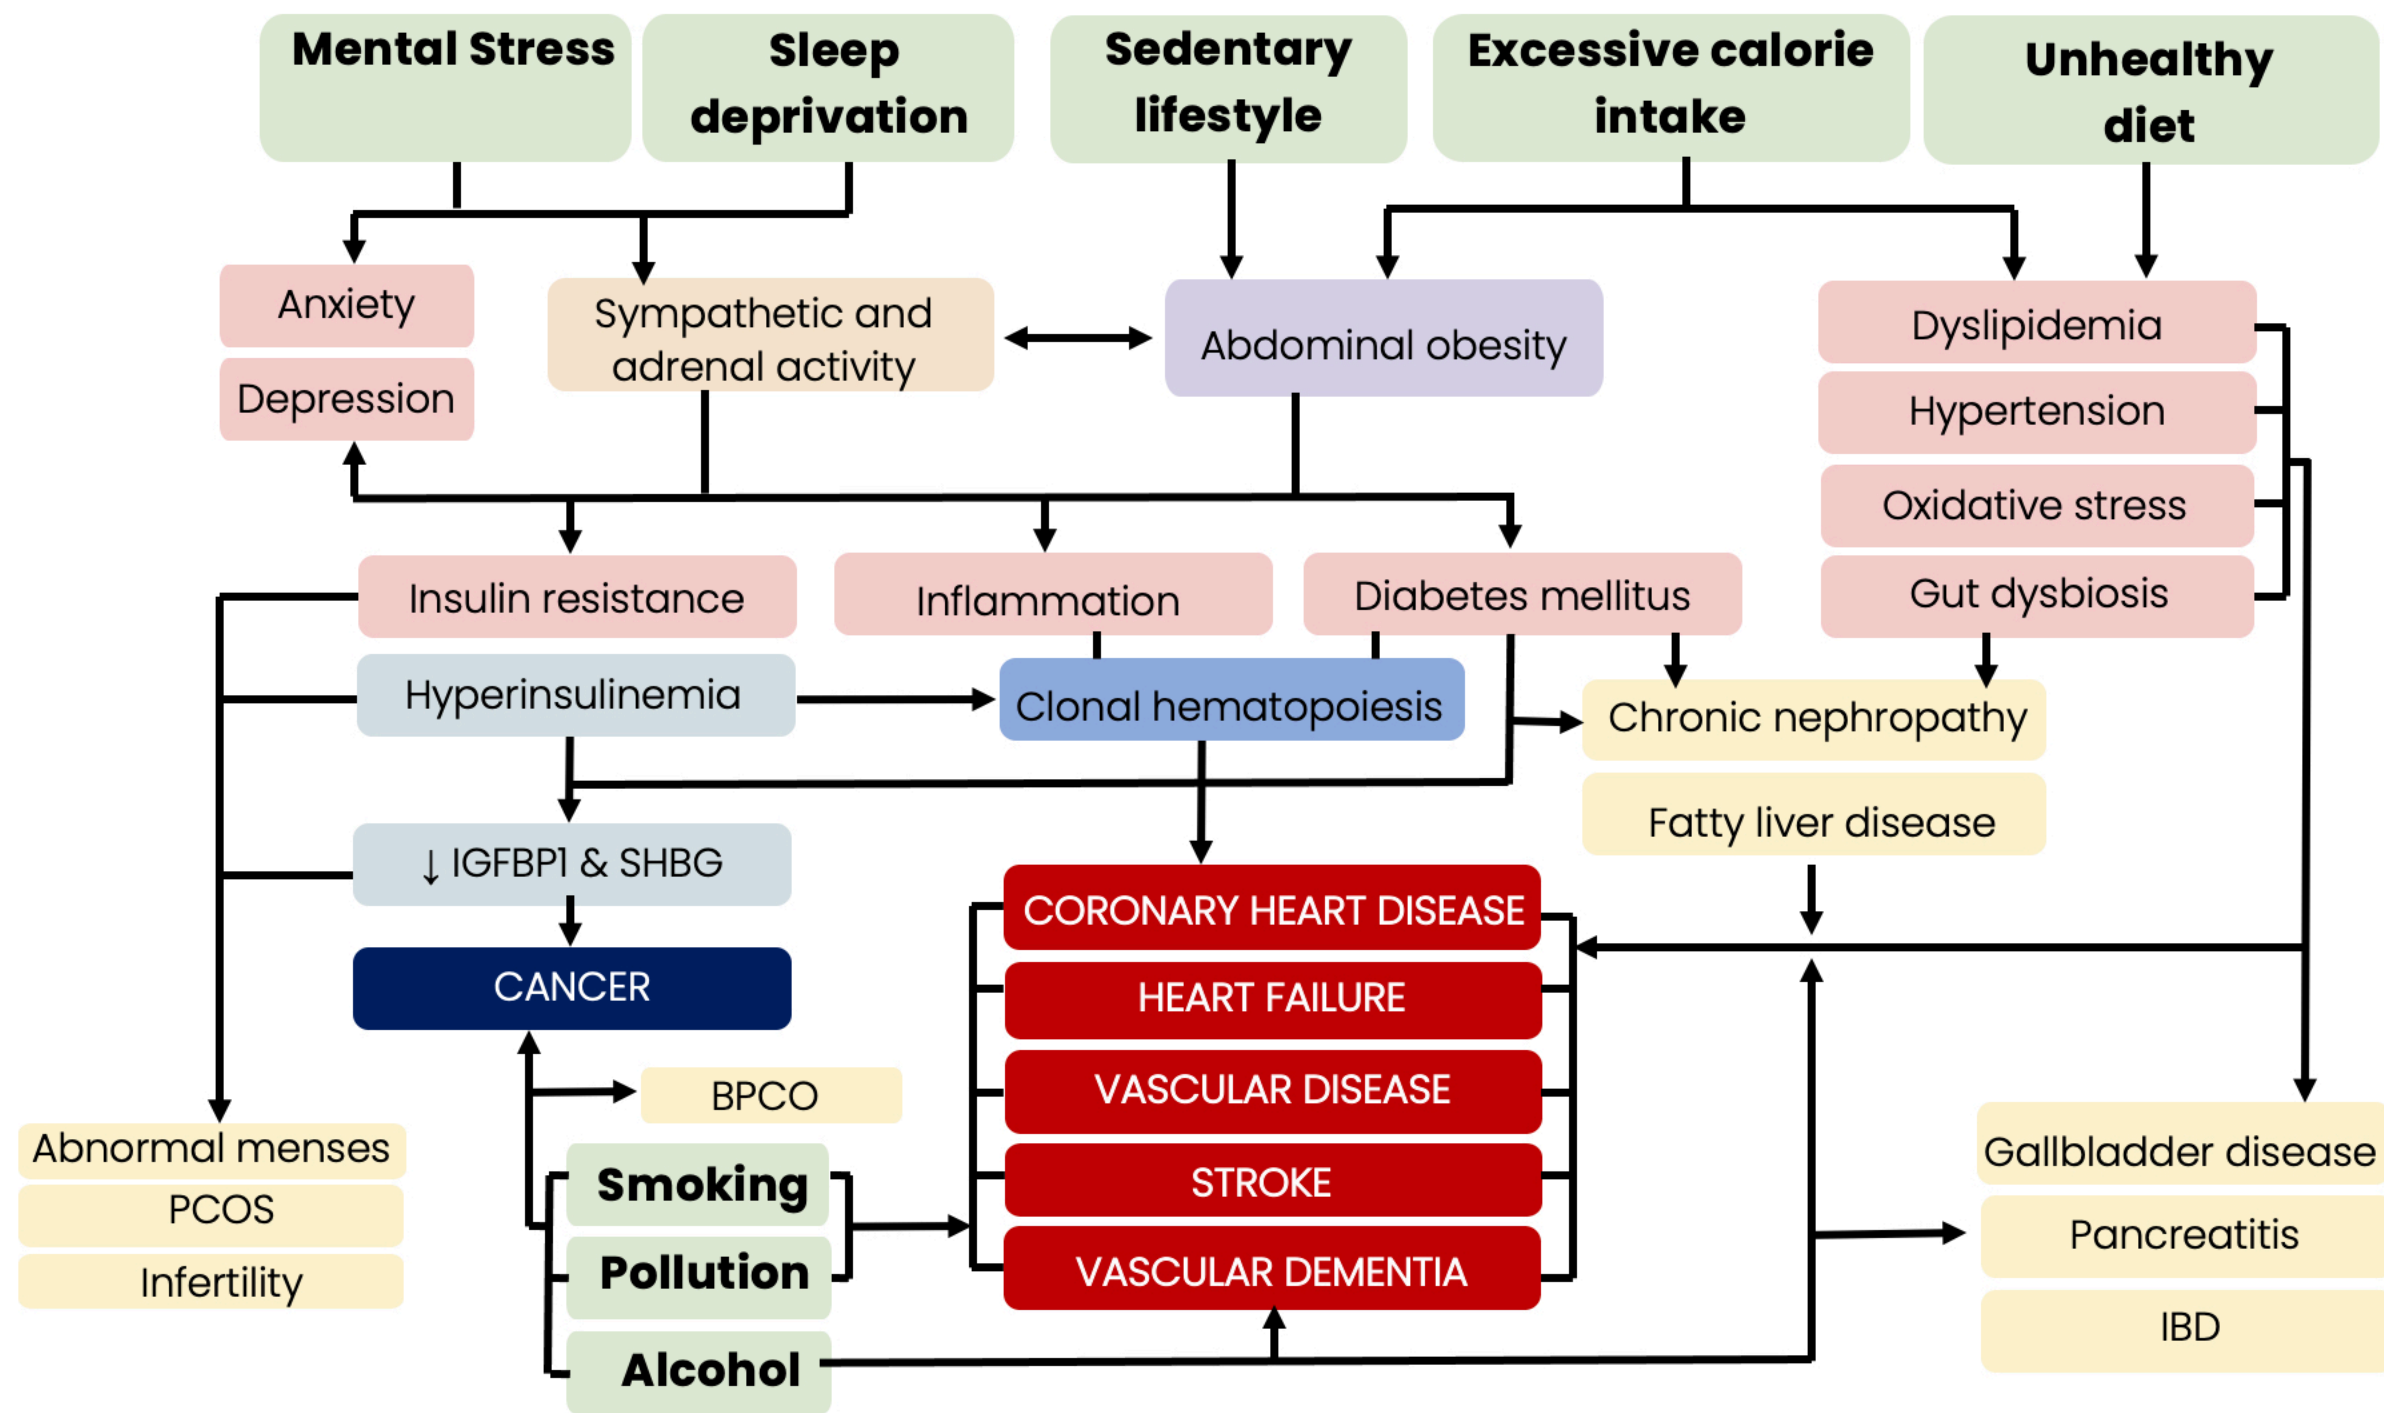 Mental Stress
Sleep
deprivation
Sedentary
lifestyle
Excessive calorie
intake
Unhealthy
diet
Anxiety
Depression
Sympathetic and
adrenal activity
Abdominal obesity
Dyslipidemia
Hypertension
Oxidative stress
Gut dysbiosis
Insulin resistance
Inflammation
Diabetes mellitus
Hyperinsulinemia
Clonal hematopoiesis
Chronic nephropathy
Fatty liver disease
↓ IGFBP1 & SHBG
CANCER
CORONARY HEART DISEASE
HEART FAILURE
VASCULAR DISEASE
STROKE
VASCULAR DEMENTIA
BPCO
Smoking
Pollution
Alcohol
Abnormal menses
PCOS
Infertility
Gallbladder disease
Pancreatitis
IBD